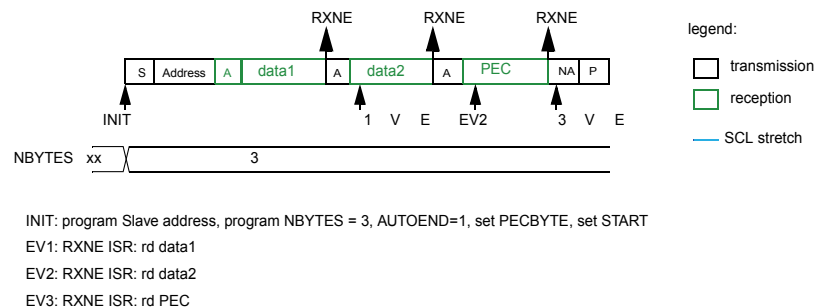 RXNE RXNE RXNE
legend:
S Address A data1 A data2 A PEC NA P
transmission
reception
INIT 1 V E EV2 3 V E
SCL stretch
NBYTES xx 3
INIT: program Slave address, program NBYTES = 3, AUTOEND=1, set PECBYTE, set START
EV1: RXNE ISR: rd data1
EV2: RXNE ISR: rd data2
EV3: RXNE ISR: rd PEC